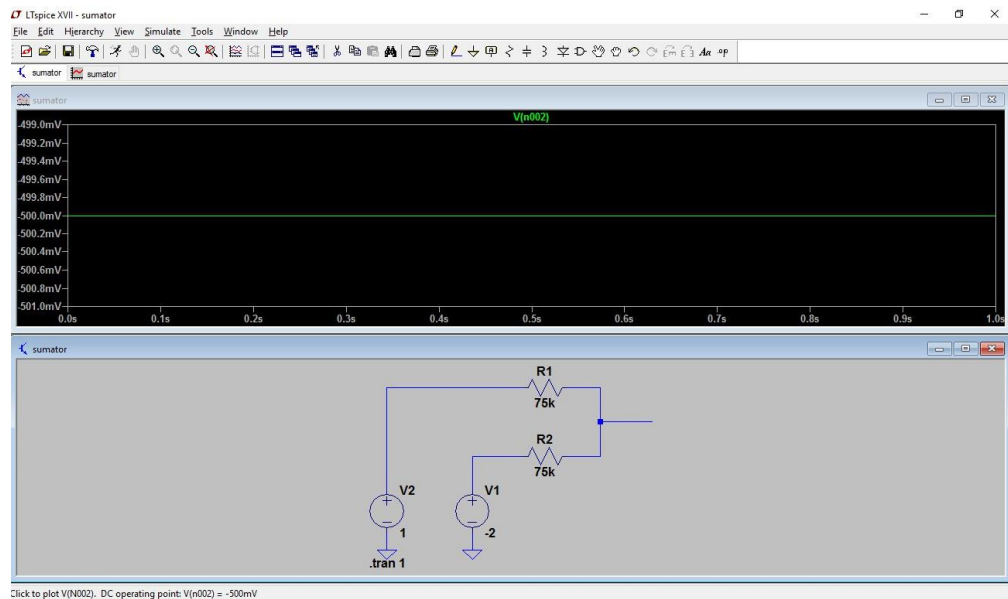 LTspice XVII - sumator
File Edit Hierarchy View Simulate Tools Window Help
Aa .op
sumator sumator
sumator
V(n002)
-499.0mV
-499.2mV
-499.4mV
-499.6mV
-499.8mV
-500.0mV
-500.2mV
-500.4mV
-500.6mV
-500.8mV
-501.0mV
0.0s 0.1s 0.2s 0.3s 0.4s 0.5s 0.6s 0.7s 0.8s 0.9s 1.0s
sumator
R1
75k
R2
75k
V2 V1
1 -2
.tran 1
Click to plot V(N002). DC operating point: V(n002) = -500mV